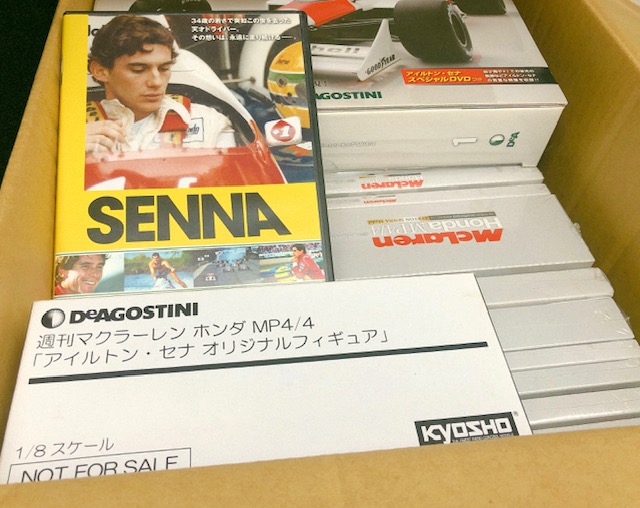 34歳の若さで突如この世を去った
天才ドライバー。
その想いは、永遠に走り続ける──
SENNA
Shell
GOODYEAR
アイルトン・セナ
スペシャルDVDつき
DeAGOSTINI
1
McLaren
McLaren
Honda MP4/4
DeAGOSTINI
週刊マクラーレン ホンダ MP4/4
「アイルトン・セナ オリジナルフィギュア」
1/8 スケール
NOT FOR SALE
KYOSHO